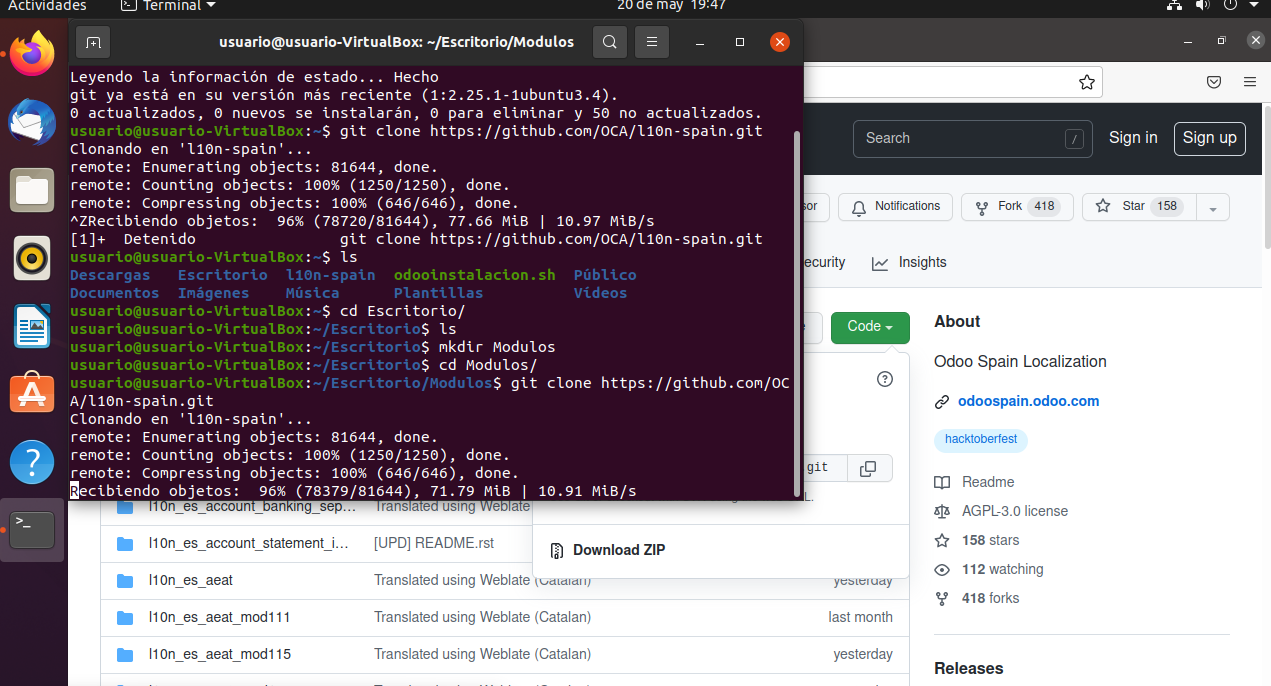 Actividades
Terminal
20 de may 19:47
usuario@usuario-VirtualBox: ~/Escritorio/Modulos
Leyendo la información de estado... Hecho
git ya está en su versión más reciente (1:2.25.1-1ubuntu3.4).
0 actualizados, 0 nuevos se instalarán, 0 para eliminar y 50 no actualizados.
usuario@usuario-VirtualBox:~$ git clone https://github.com/OCA/l10n-spain.git
Clonando en 'l10n-spain'...
remote: Enumerating objects: 81644, done.
remote: Counting objects: 100% (1250/1250), done.
remote: Compressing objects: 100% (646/646), done.
^ZRecibiendo objetos:  96% (78720/81644), 77.66 MiB | 10.97 MiB/s
[1]+  Detenido                git clone https://github.com/OCA/l10n-spain.git
usuario@usuario-VirtualBox:~$ ls
Descargas   Escritorio  l10n-spain  odooinstalacion.sh  Público
Documentos  Imágenes    Música      Plantillas          Vídeos
usuario@usuario-VirtualBox:~$ cd Escritorio/
usuario@usuario-VirtualBox:~/Escritorio$ ls
usuario@usuario-VirtualBox:~/Escritorio$ mkdir Modulos
usuario@usuario-VirtualBox:~/Escritorio$ cd Modulos/
usuario@usuario-VirtualBox:~/Escritorio/Modulos$ git clone https://github.com/OC
A/l10n-spain.git
Clonando en 'l10n-spain'...
remote: Enumerating objects: 81644, done.
remote: Counting objects: 100% (1250/1250), done.
remote: Compressing objects: 100% (646/646), done.
Recibiendo objetos:  96% (78379/81644), 71.79 MiB | 10.91 MiB/s
Search /
Sign in
Sign up
sor
Notifications
Fork 418
Star 158
ecurity
Insights
Code
git
L.
Download ZIP
l10n_es_account_banking_sep… Translated using Weblate
l10n_es_account_statement_i… [UPD] README.rst
l10n_es_aeat Translated using Weblate (Catalan) yesterday
l10n_es_aeat_mod111 Translated using Weblate (Catalan) last month
l10n_es_aeat_mod115 Translated using Weblate (Catalan) yesterday
About
Odoo Spain Localization
odoospain.odoo.com
hacktoberfest
Readme
AGPL-3.0 license
158 stars
112 watching
418 forks
Releases